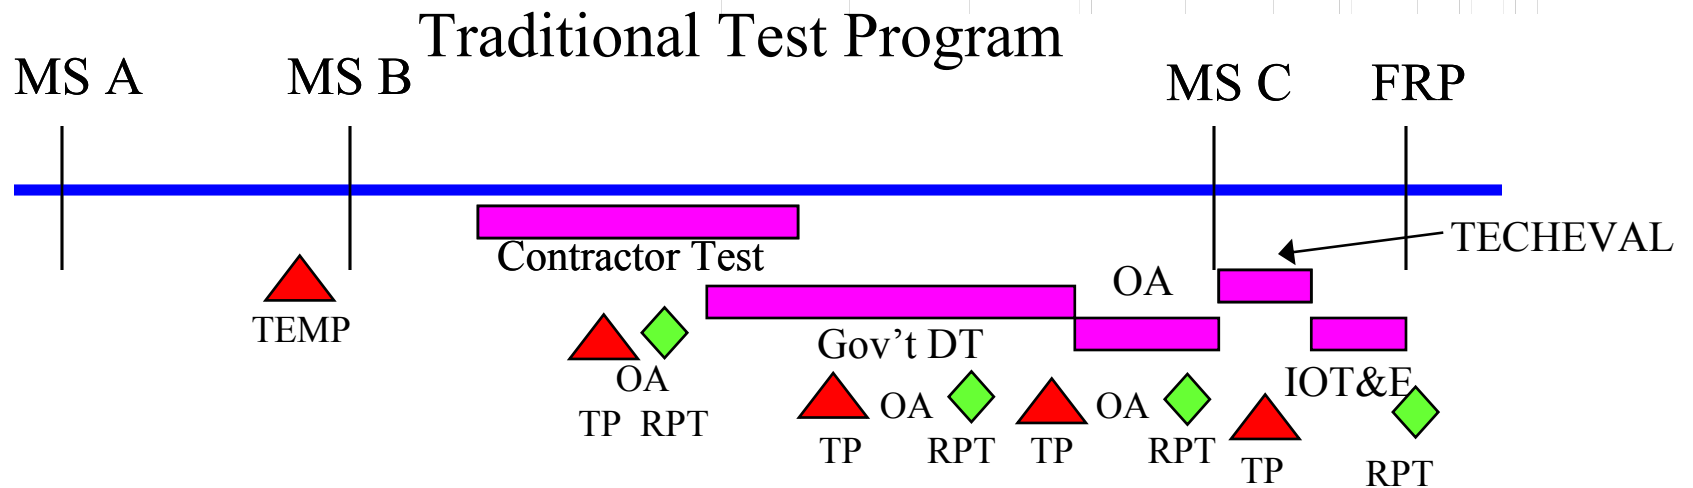 Traditional Test Program
MS A
MS B
MS C
FRP
TECHEVAL
Contractor Test
OA
TEMP
Gov’t DT
OA
TP RPT
IOT&E
OA
OA
TP
RPT
TP
RPT
TP
RPT